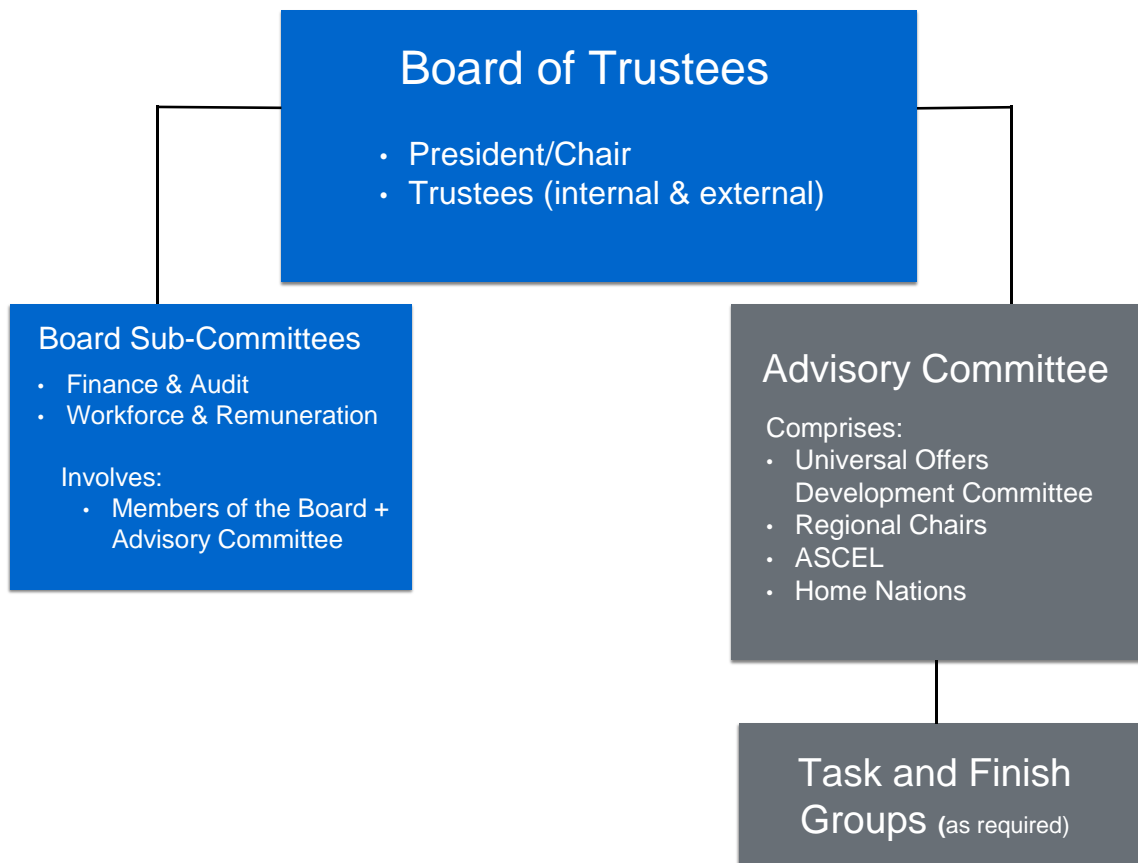 Board of Trustees
• President/Chair
• Trustees (internal & external)
Board Sub-Committees
• Finance & Audit
• Workforce & Remuneration
Involves:
• Members of the Board +
Advisory Committee
Advisory Committee
Comprises:
• Universal Offers
Development Committee
• Regional Chairs
• ASCEL
• Home Nations
Task and Finish
Groups (as required)